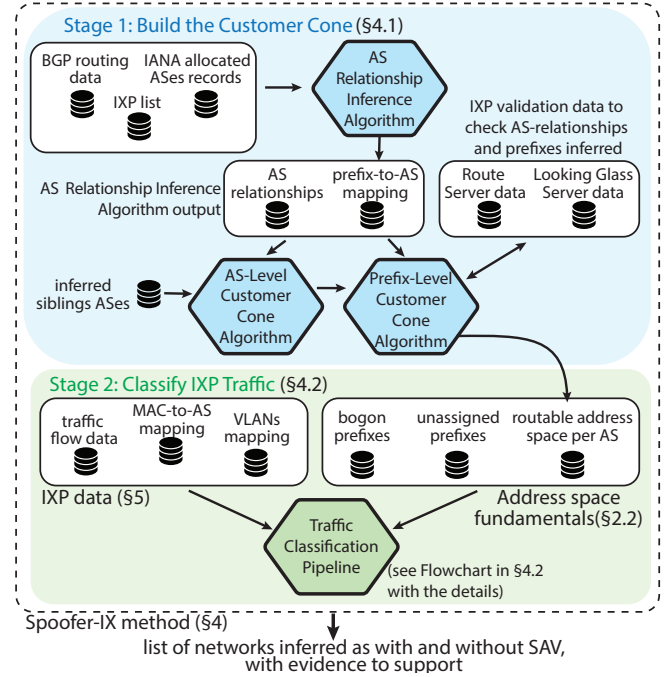 Stage 1: Build the Customer Cone (§4.1)
BGP routing
data
IANA allocated
ASes records
IXP list
AS
Relationship
Inference
Algorithm
IXP validation data to
check AS-relationships
and prefixes inferred
Route
Server data
Looking Glass
Server data
AS Relationship Inference
Algorithm output
AS
relationships
prefix-to-AS
mapping
inferred
siblings ASes
AS-Level
Customer
Cone
Algorithm
Prefix-Level
Customer
Cone
Algorithm
Stage 2: Classify IXP Traffic (§4.2)
traffic
flow data
MAC-to-AS
mapping
VLANs
mapping
IXP data (§5)
bogon
prefixes
unassigned
prefixes
routable address
space per AS
Address space
fundamentals(§2.2)
Traffic
Classification
Pipeline
(see Flowchart in §4.2
with the details)
Spoofer-IX method (§4)
list of networks inferred as with and without SAV,
with evidence to support